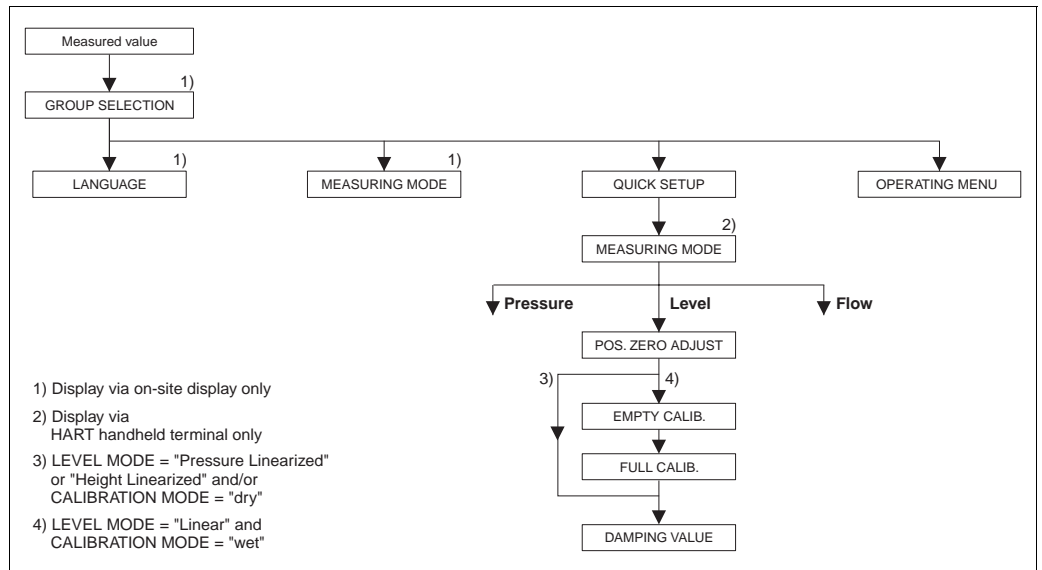 Measured value
1)
GROUP SELECTION
1)
1)
LANGUAGE
MEASURING MODE
QUICK SETUP
OPERATING MENU
2)
MEASURING MODE
Pressure
Level
Flow
POS. ZERO ADJUST
3)
4)
EMPTY CALIB.
FULL CALIB.
DAMPING VALUE
1) Display via on-site display only
2) Display via
HART handheld terminal only
3) LEVEL MODE = "Pressure Linearized"
or "Height Linearized" and/or
CALIBRATION MODE = "dry"
4) LEVEL MODE = "Linear" and
CALIBRATION MODE = "wet"